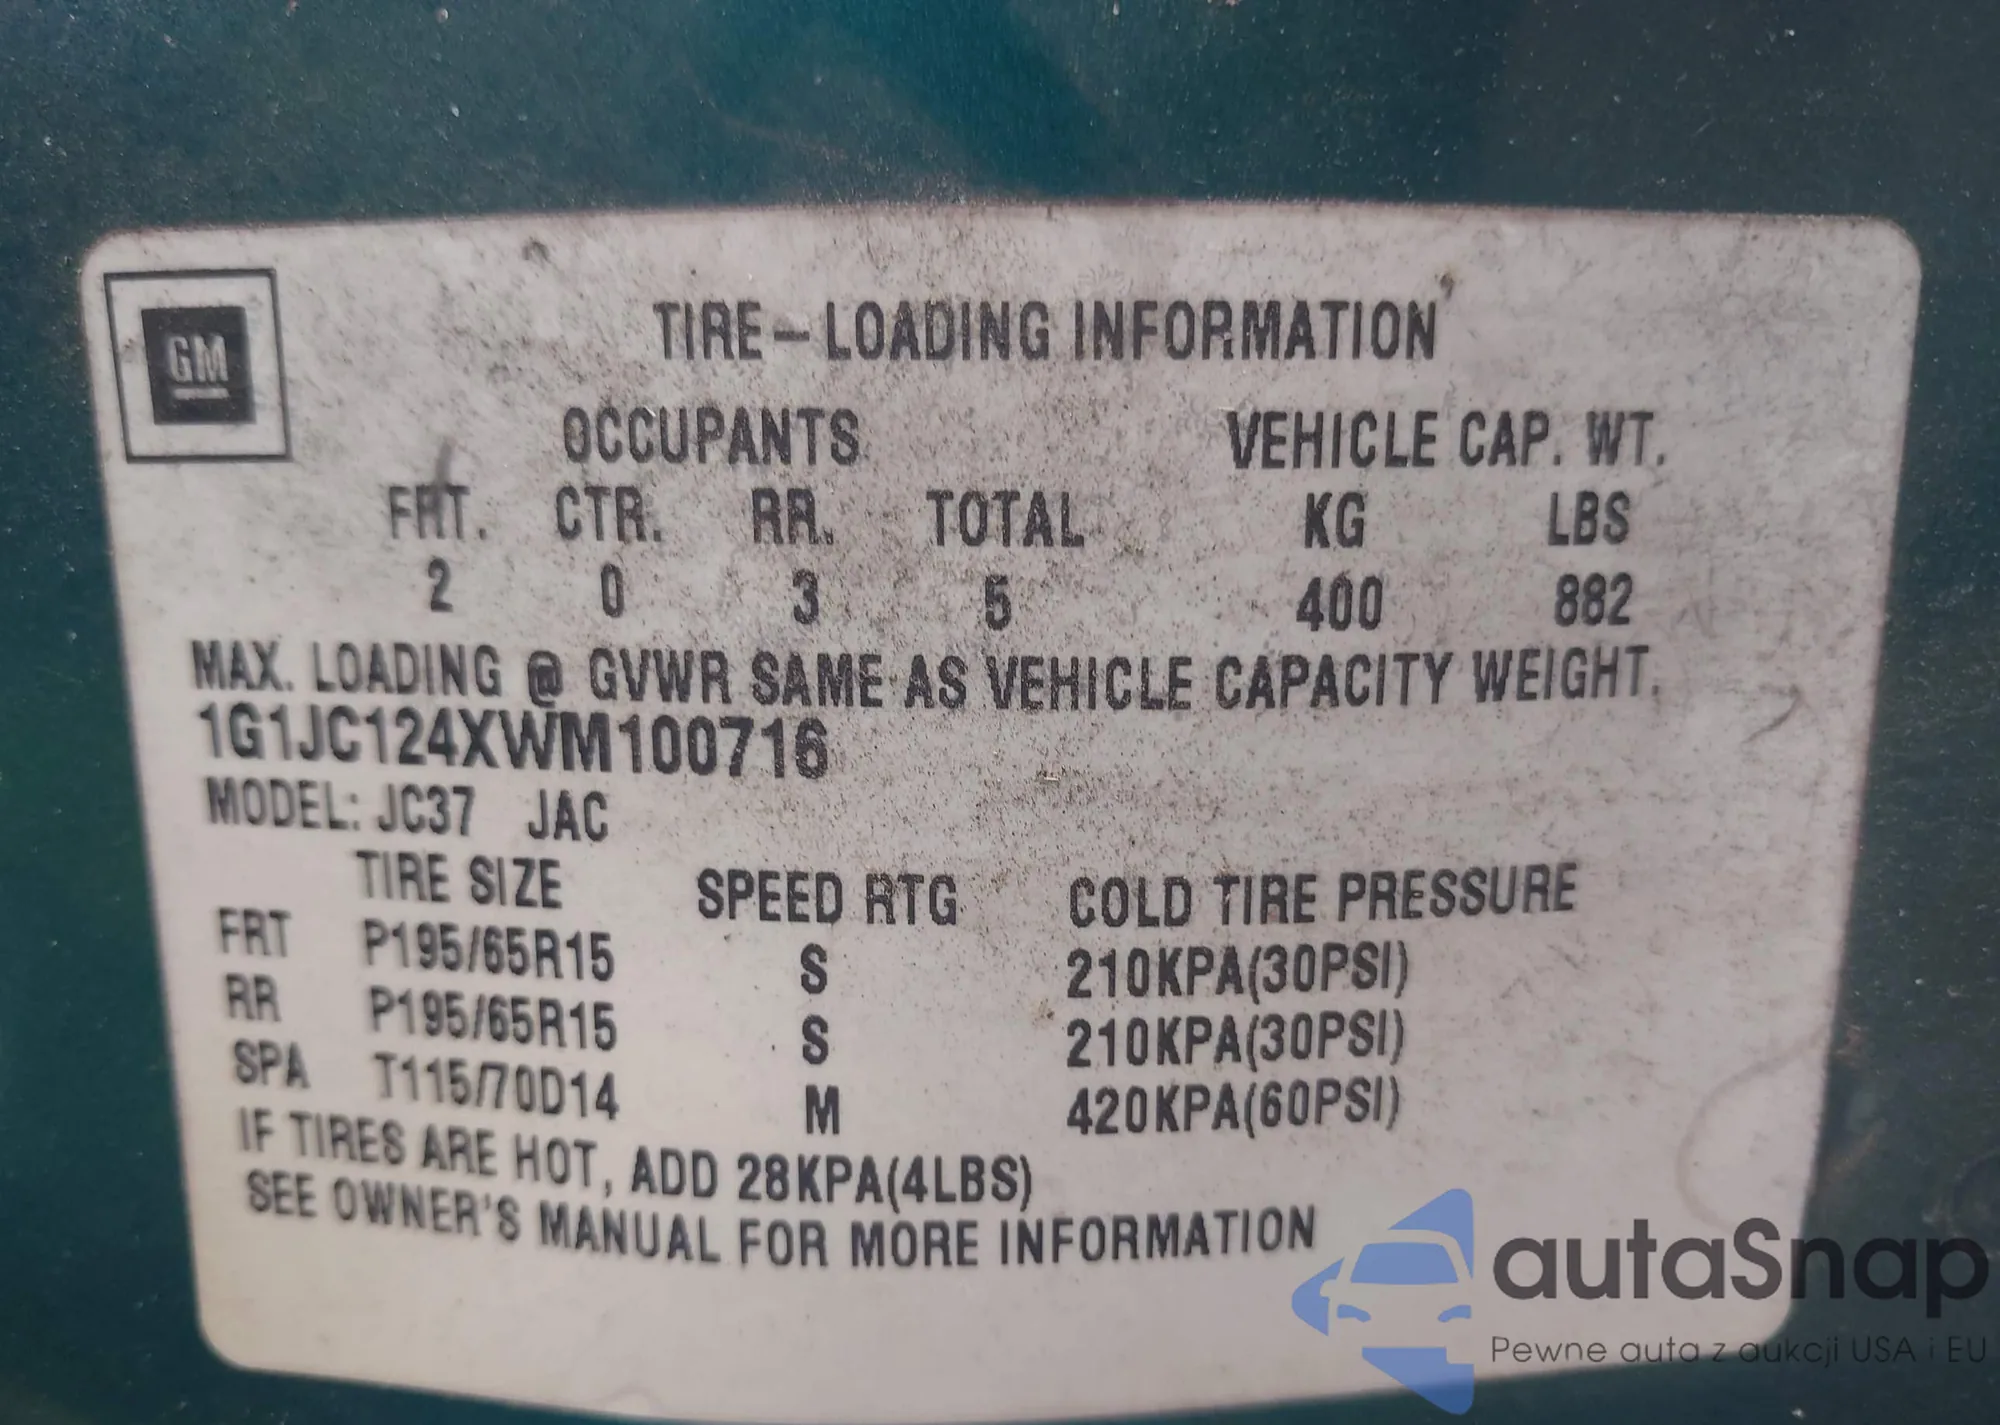 GM
TIRE-LOADING INFORMATION
OCCUPANTS VEHICLE CAP. WT.
FRT. CTR. RR. TOTAL KG LBS
2 0 3 5 400 882
MAX. LOADING @ GVWR SAME AS VEHICLE CAPACITY WEIGHT.
1G1JC124XWM100716
MODEL: JC37 JAC
TIRE SIZE SPEED RTG COLD TIRE PRESSURE
FRT P195/65R15 S 210KPA(30PSI)
RR P195/65R15 S 210KPA(30PSI)
SPA T115/70D14 M 420KPA(60PSI)
IF TIRES ARE HOT, ADD 28KPA(4LBS)
SEE OWNER'S MANUAL FOR MORE INFORMATION
autaSnap
Pewne auta z aukcji USA i EU